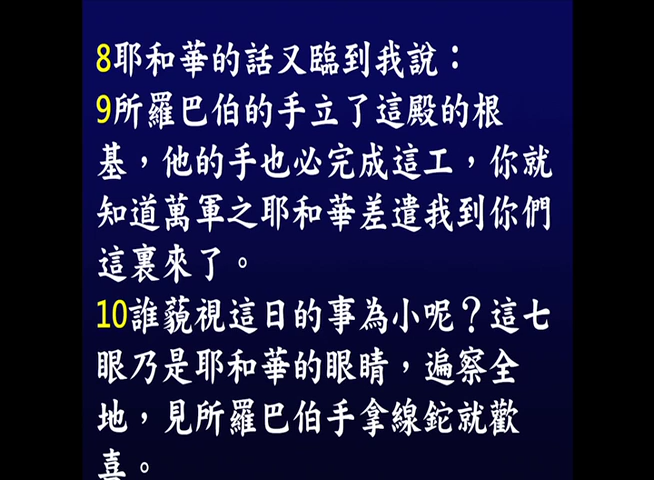 8耶和華的話又臨到我說：
9所羅巴伯的手立了這殿的根
基，他的手也必完成這工，你就
知道萬軍之耶和華差遣我到你們
這裏來了。
10誰藐視這日的事為小呢？這七
眼乃是耶和華的眼睛，遍察全
地，見所羅巴伯手拿線鉈就歡
喜。